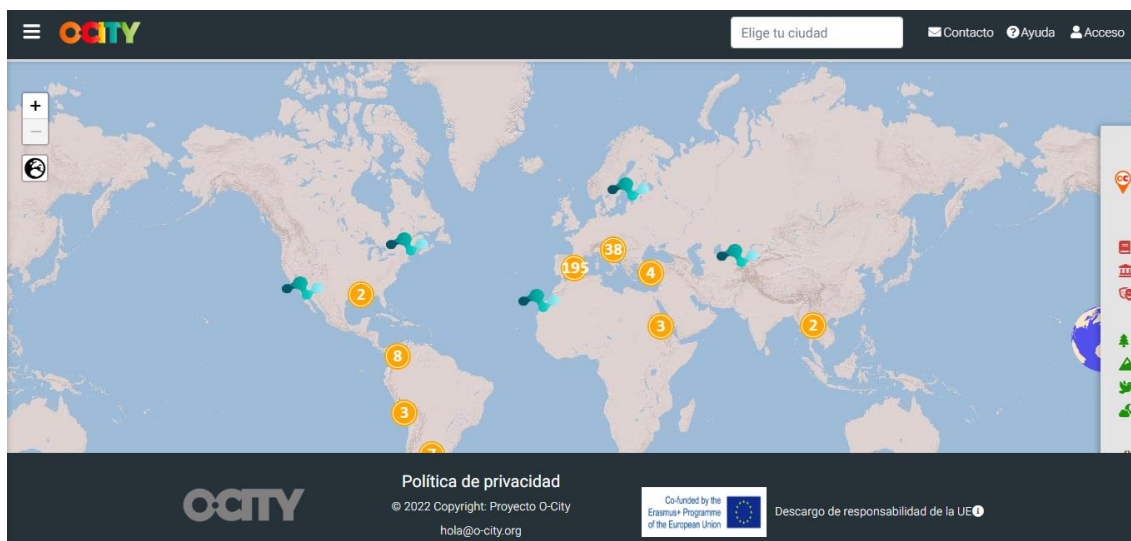 O·CITY
Elige tu ciudad
Contacto
Ayuda
Acceso
+
−
38
195
4
2
3
2
8
3
OC
O·CITY
Política de privacidad
© 2022 Copyright: Proyecto O-City
hola@o-city.org
Co-funded by the
Erasmus+ Programme
of the European Union
Descargo de responsabilidad de la UE